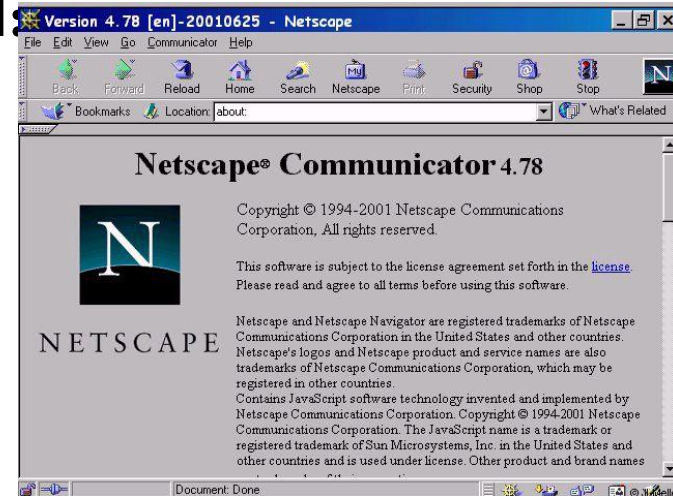 Version 4.78 [en]-20010625 - Netscape
File Edit View Go Communicator Help
My
Back Forward Reload Home Search Netscape Print Security Shop Stop
N
Bookmarks Location: about: What's Related
Netscape® Communicator 4.78
Copyright © 1994-2001 Netscape Communications
Corporation, All rights reserved.
N
NETSCAPE
This software is subject to the license agreement set forth in the license.
Please read and agree to all terms before using this software.
Netscape and Netscape Navigator are registered trademarks of Netscape
Communications Corporation in the United States and other countries.
Netscape's logos and Netscape product and service names are also
trademarks of Netscape Communications Corporation, which may be
registered in other countries.
Contains JavaScript software technology invented and implemented by
Netscape Communications Corporation. Copyright © 1994-2001 Netscape
Communications Corporation. The JavaScript name is a trademark or
registered trademark of Sun Microsystems, Inc. in the United States and
other countries and is used under license. Other product and brand names
Document: Done